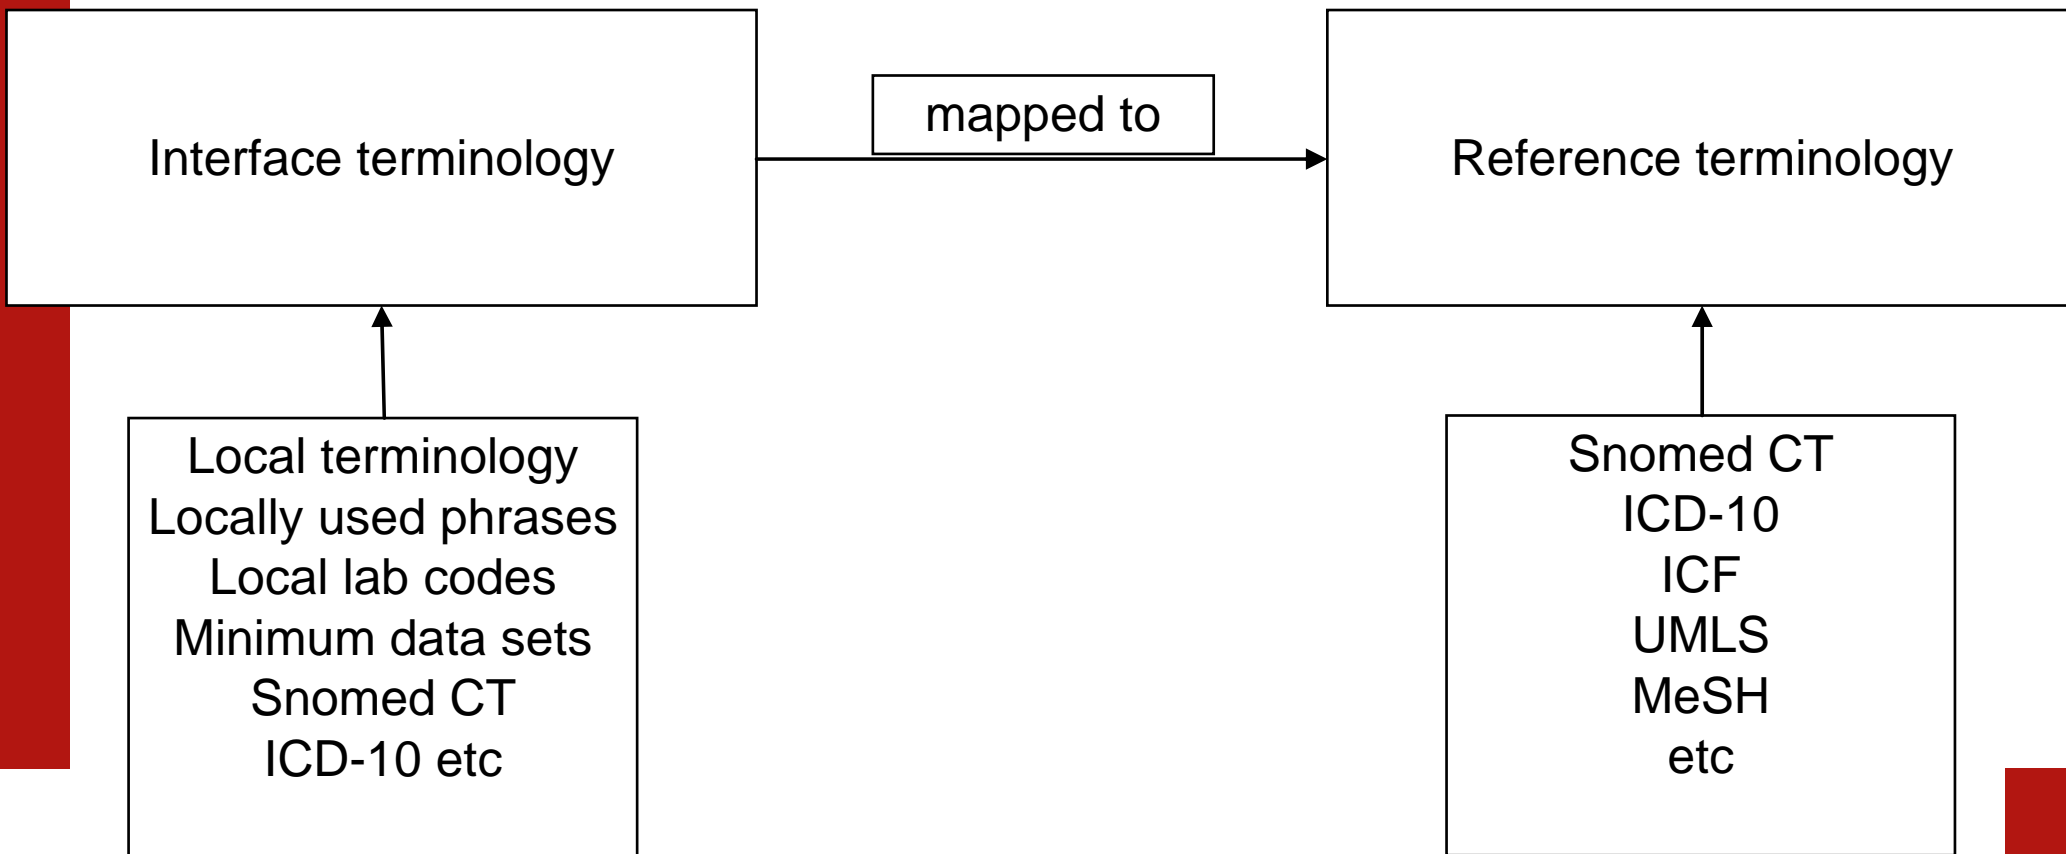 Interface terminology
mapped to
Reference terminology
Local terminology
Locally used phrases
Local lab codes
Minimum data sets
Snomed CT
ICD-10 etc
Snomed CT
ICD-10
ICF
UMLS
MeSH
etc